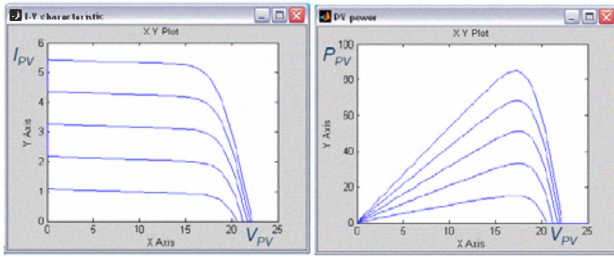 I-V characteristic
X Y Plot
I_PV
6
5
4
3
2
1
0
Y Axis
0 5 10 15 20 25
X Axis
V_PV
PV power
X Y Plot
P_PV
100
80
60
40
20
0
Y Axis
0 5 10 15 20 25
X Axis
V_PV